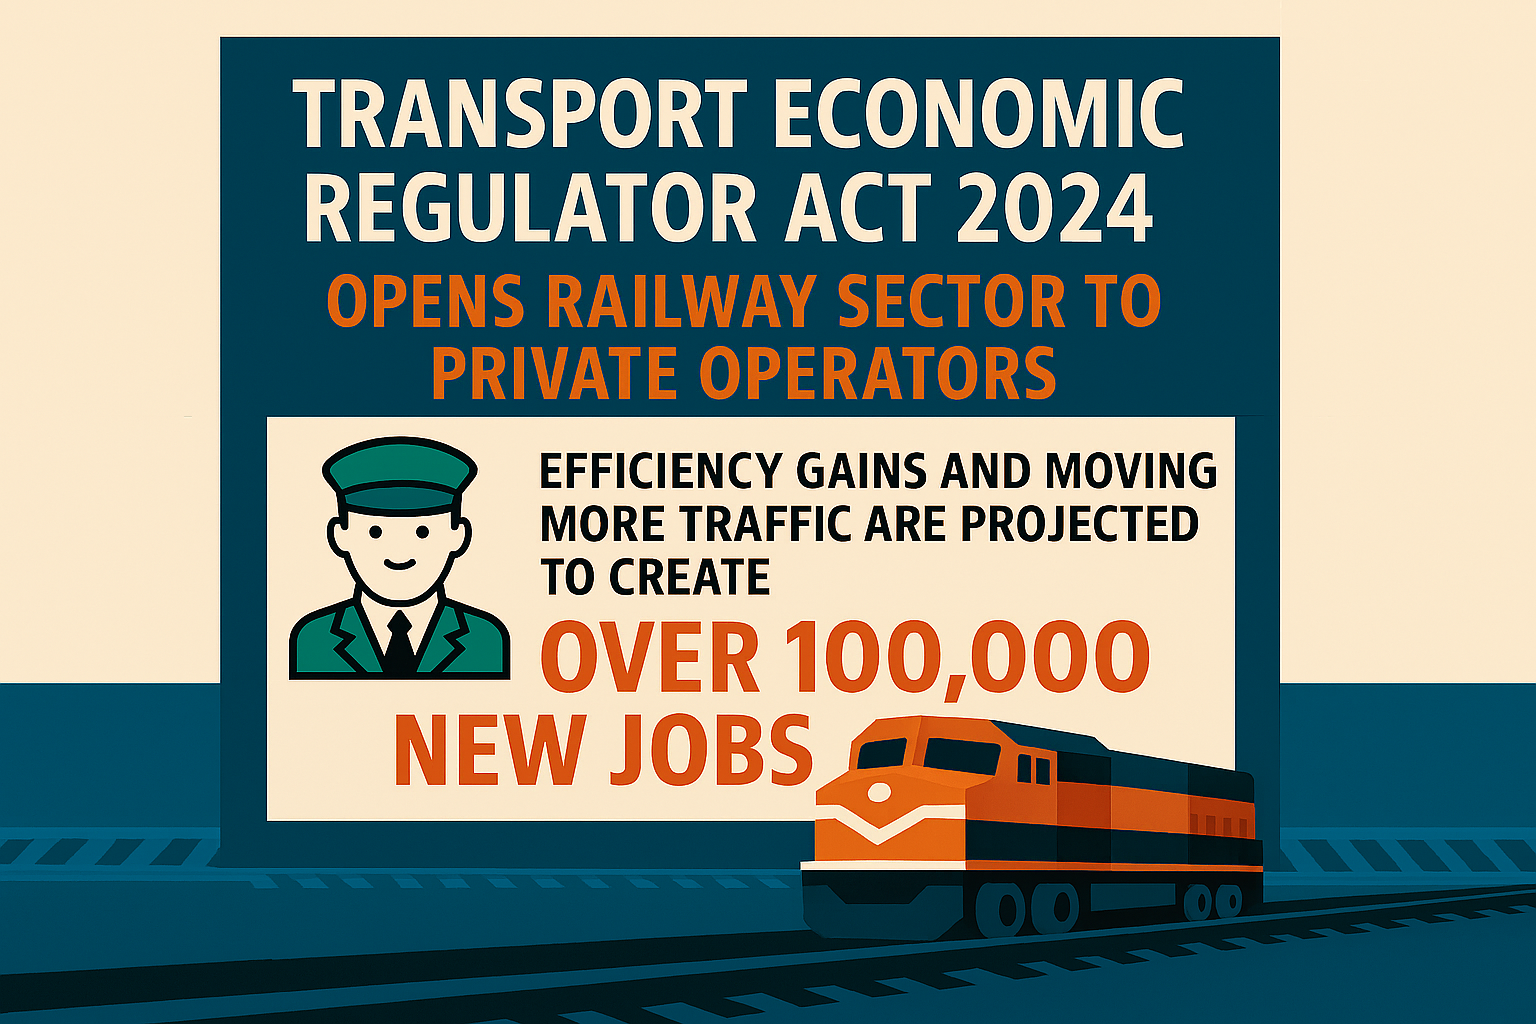 TRANSPORT ECONOMIC
REGULATOR ACT 2024
OPENS RAILWAY SECTOR TO
PRIVATE OPERATORS
EFFICIENCY GAINS AND MOVING
MORE TRAFFIC ARE PROJECTED
TO CREATE
OVER 100,000
NEW JOBS